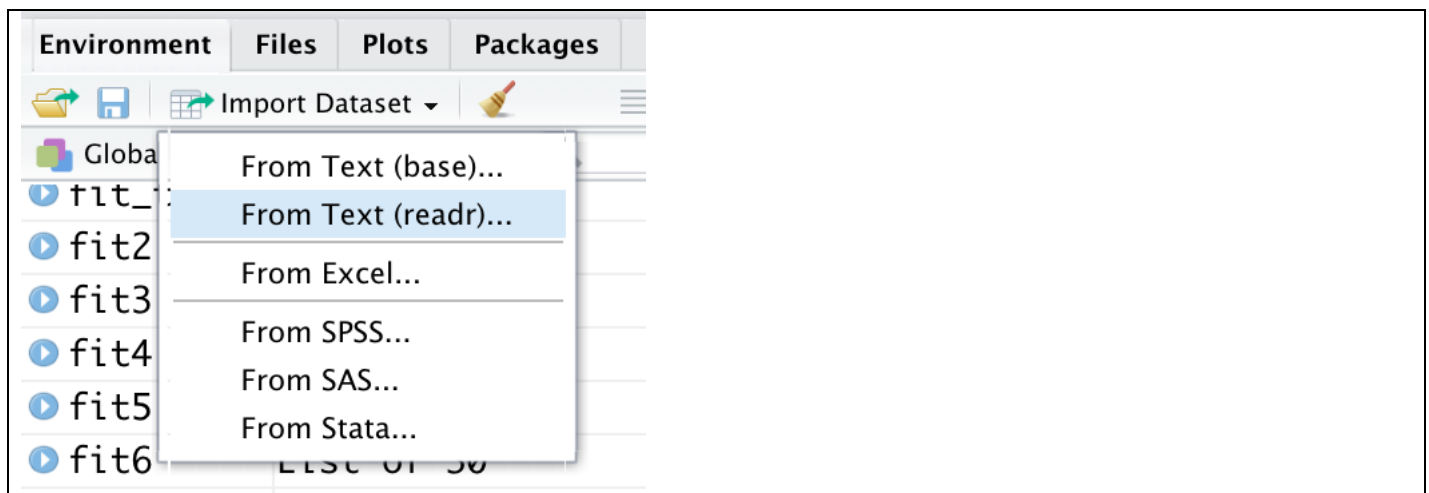 Environment Files Plots Packages
Import Dataset
Globa
From Text (base)...
From Text (readr)...
fit2
From Excel...
fit3
From SPSS...
fit4
From SAS...
fit5
From Stata...
fit6